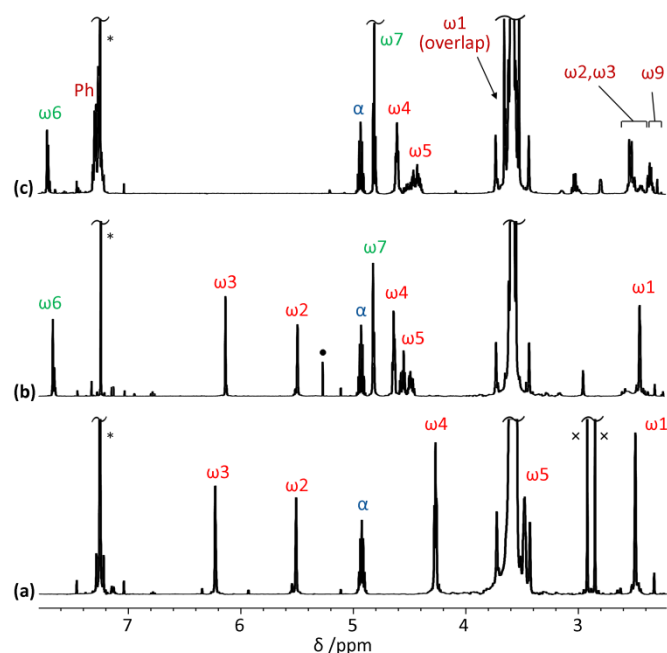 ω1
(overlap)
ω7
ω2,ω3
ω9
ω6
Ph
*
α
ω4
ω5
(c)
ω7
*
ω3
ω6
ω2
α
ω4
ω5
ω1
•
(b)
ω4
×
×
ω1
*
ω3
ω2
α
ω5
(a)
7
6
5
4
3
δ /ppm